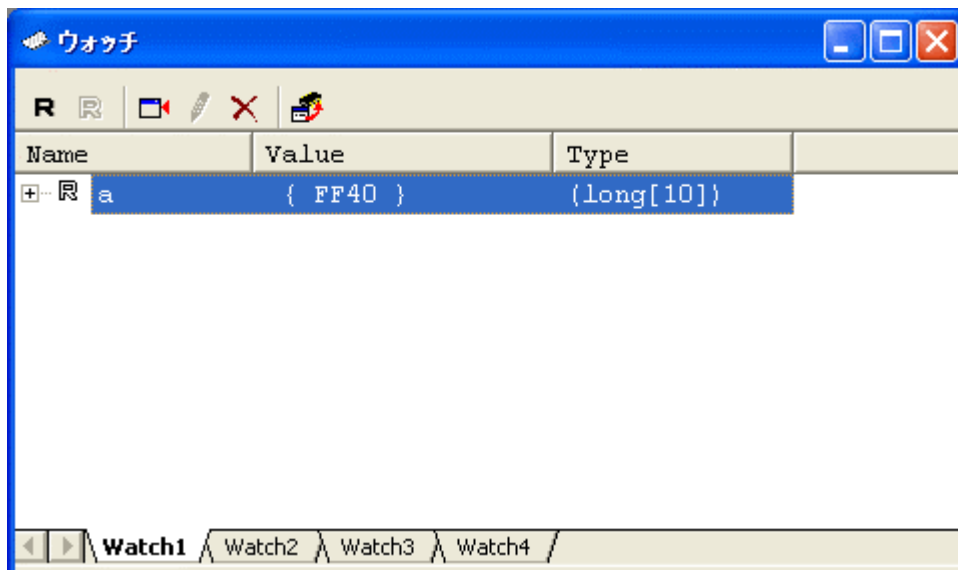 ウォッチ
R R
Name Value Type
R a { FF40 } (long[10])
Watch1 Watch2 Watch3 Watch4